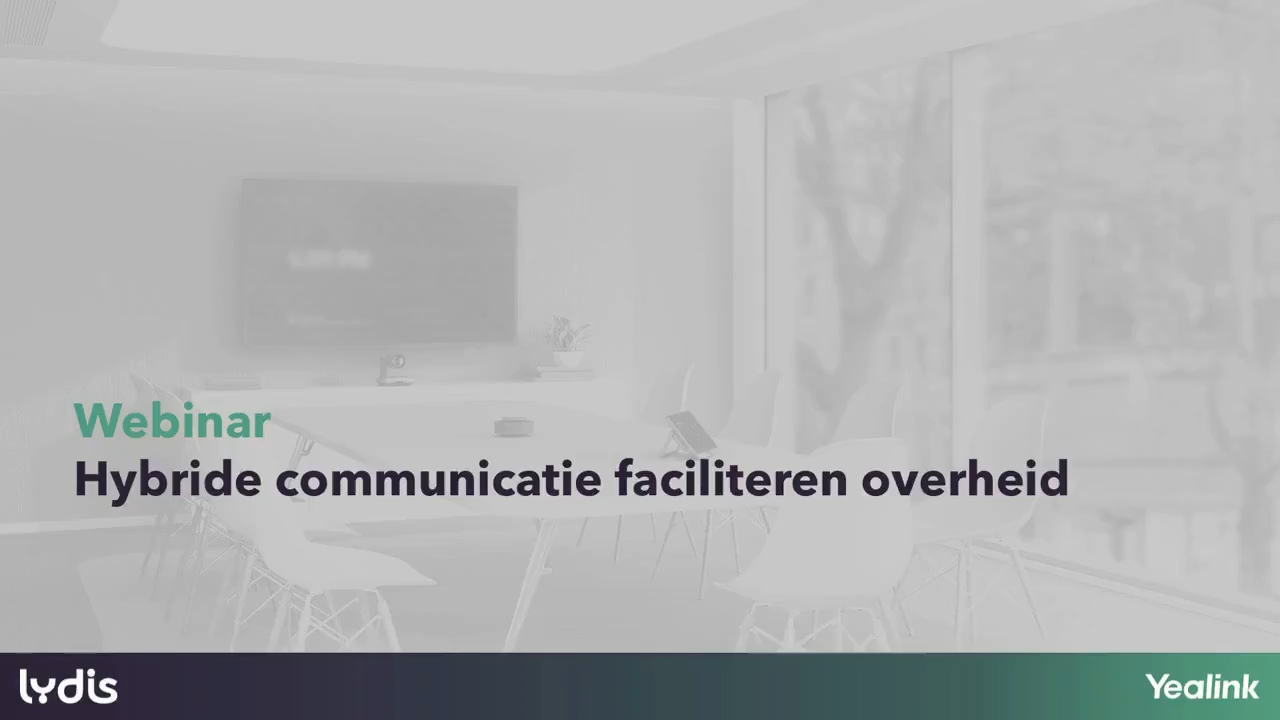 Webinar
Hybride communicatie faciliteren overheid
lydis
Yealink